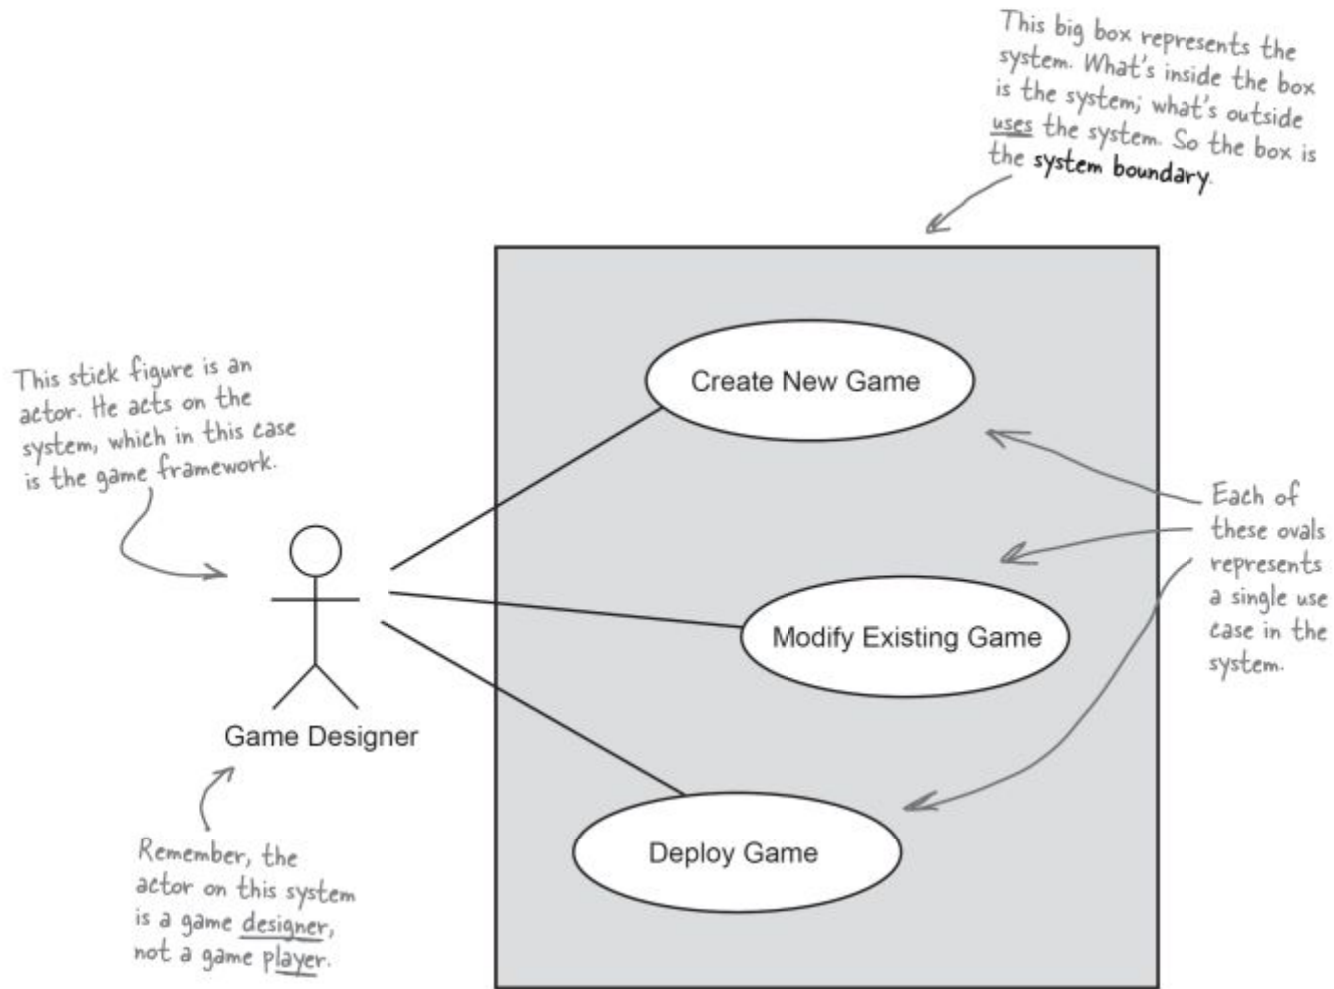 This big box represents the
system. What's inside the box
is the system; what's outside
uses the system. So the box is
the system boundary.
Create New Game
This stick figure is an
actor. He acts on the
system, which in this case
is the game framework.
Each of
these ovals
represents
a single use
case in the
system.
Modify Existing Game
Game Designer
Deploy Game
Remember, the
actor on this system
is a game designer,
not a game player.